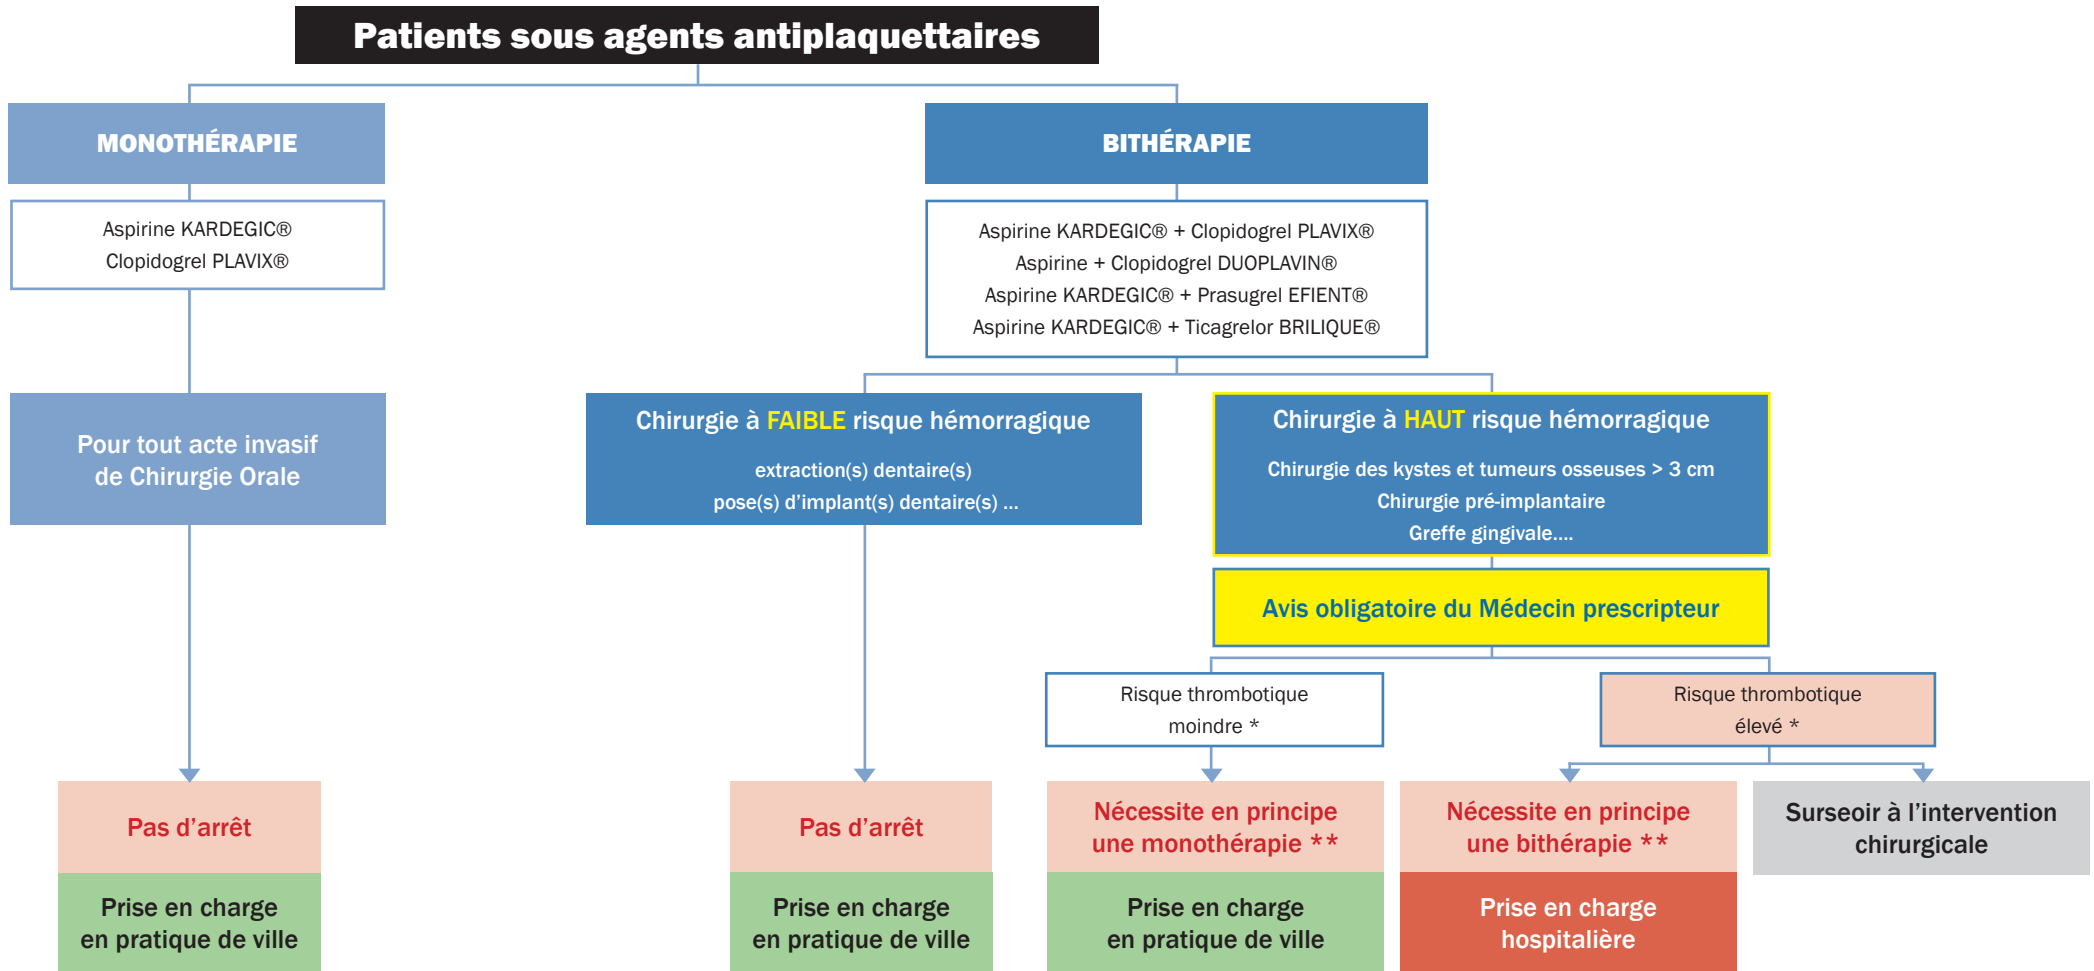 Patients sous agents antiplaquettaires
MONOTHÉRAPIE
Aspirine KARDEGIC®
Clopidogrel PLAVIX®
Pour tout acte invasif
de Chirurgie Orale
Pas d’arrêt
Prise en charge
en pratique de ville
BITHÉRAPIE
Aspirine KARDEGIC® + Clopidogrel PLAVIX®
Aspirine + Clopidogrel DUOPLAVIN®
Aspirine KARDEGIC® + Prasugrel EFIENT®
Aspirine KARDEGIC® + Ticagrelor BRILIQUE®
Chirurgie à FAIBLE risque hémorragique
extraction(s) dentaire(s)
pose(s) d’implant(s) dentaire(s) ...
Pas d’arrêt
Prise en charge
en pratique de ville
Chirurgie à HAUT risque hémorragique
Chirurgie des kystes et tumeurs osseuses > 3 cm
Chirurgie pré-implantaire
Greffe gingivale....
Avis obligatoire du Médecin prescripteur
Risque thrombotique
moindre *
Nécessite en principe
une monothérapie **
Prise en charge
en pratique de ville
Risque thrombotique
élevé *
Nécessite en principe
une bithérapie **
Prise en charge
hospitalière
Surseoir à l’intervention
chirurgicale